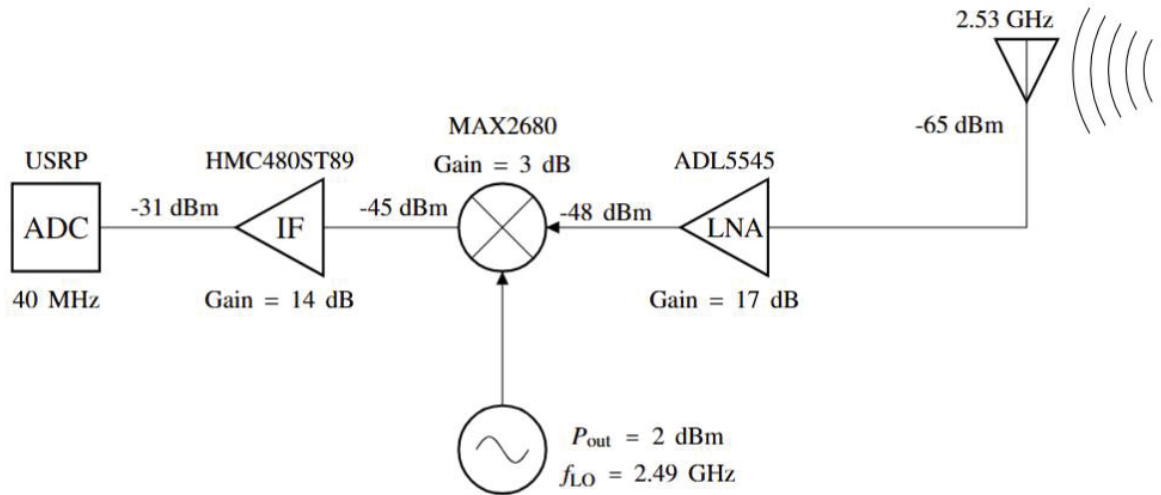 2.53 GHz
-65 dBm
MAX2680
Gain = 3 dB
USRP
HMC480ST89
ADL5545
-31 dBm
-45 dBm
-48 dBm
ADC
IF
LNA
40 MHz
Gain = 14 dB
Gain = 17 dB
Pout = 2 dBm
fLO = 2.49 GHz